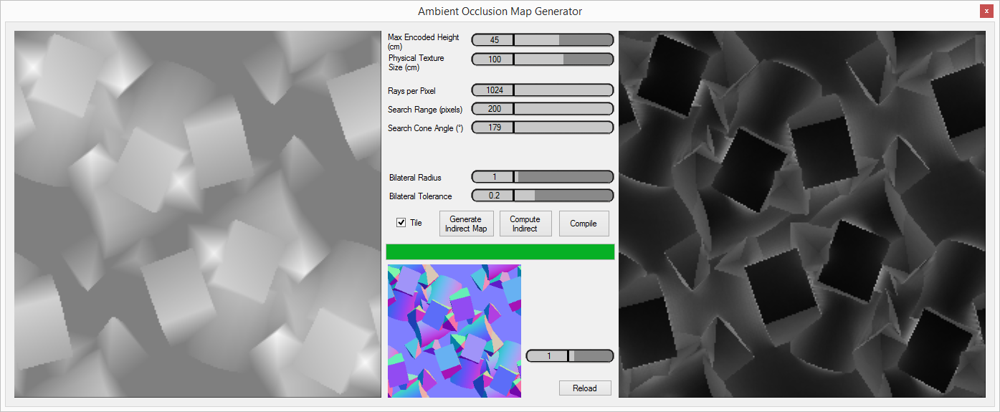 Ambient Occlusion Map Generator
x
Max Encoded Height
(cm)
45
Physical Texture
Size (cm)
100
Rays per Pixel
1024
Search Range (pixels)
200
Search Cone Angle (°)
179
Bilateral Radius
1
Bilateral Tolerance
0.2
Tile
Generate
Indirect Map
Compute
Indirect
Compile
1
Reload